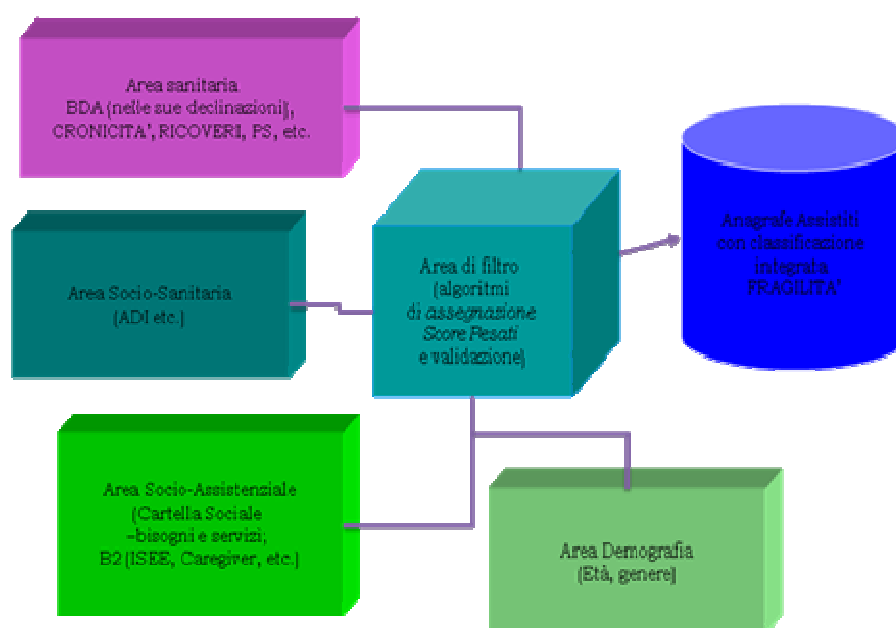 Area sanitaria
BDA (nelle sue declinazioni),
CRONICITA', RICOVERI, PS, etc.
Area Socio-Sanitaria
(ADI etc.)
Area di filtro
(algoritmi
di assegnazione
Score Pesati
e validazione)
Anagrafe Assistiti
con classificazione
integrata
FRAGILITA'
Area Socio-Assistenziale
(Cartella Sociale
-bisogni e servizi;
B2 (ISEE, Caregiver, etc.)
Area Demografia
(Età, genere)